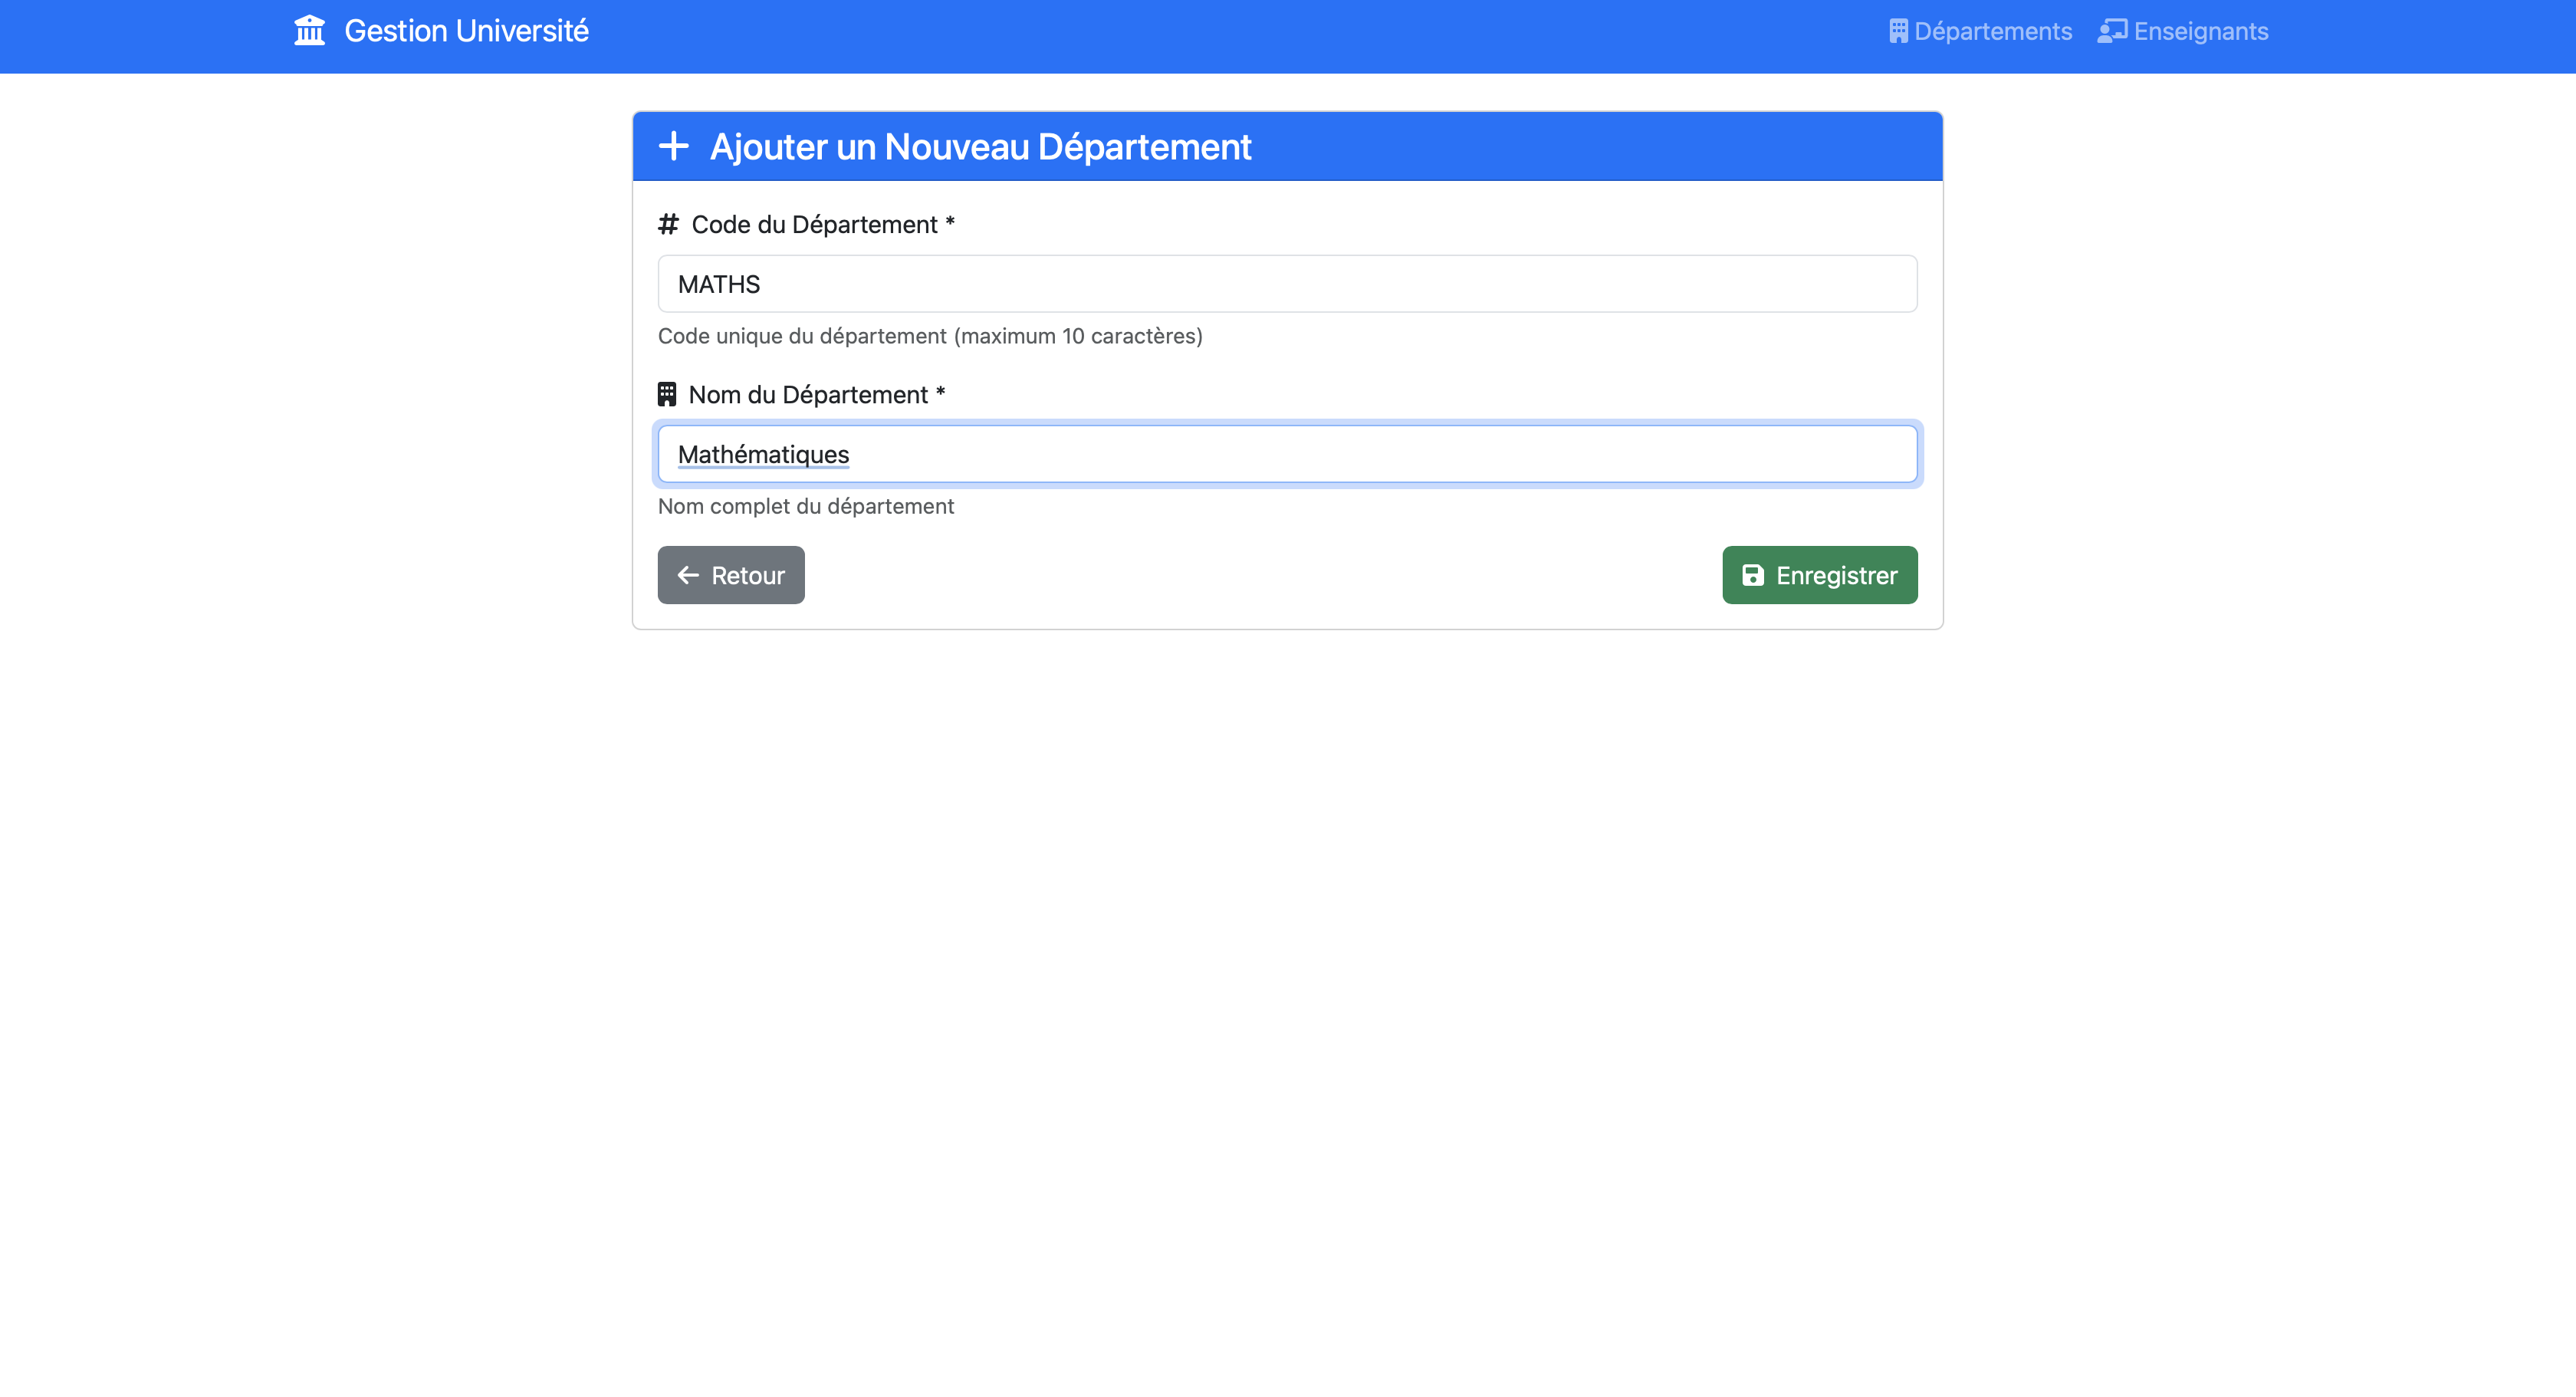 Gestion Université
Départements
Enseignants
Ajouter un Nouveau Département
# Code du Département *
MATHS
Code unique du département (maximum 10 caractères)
Nom du Département *
Mathématiques
Nom complet du département
Retour
Enregistrer